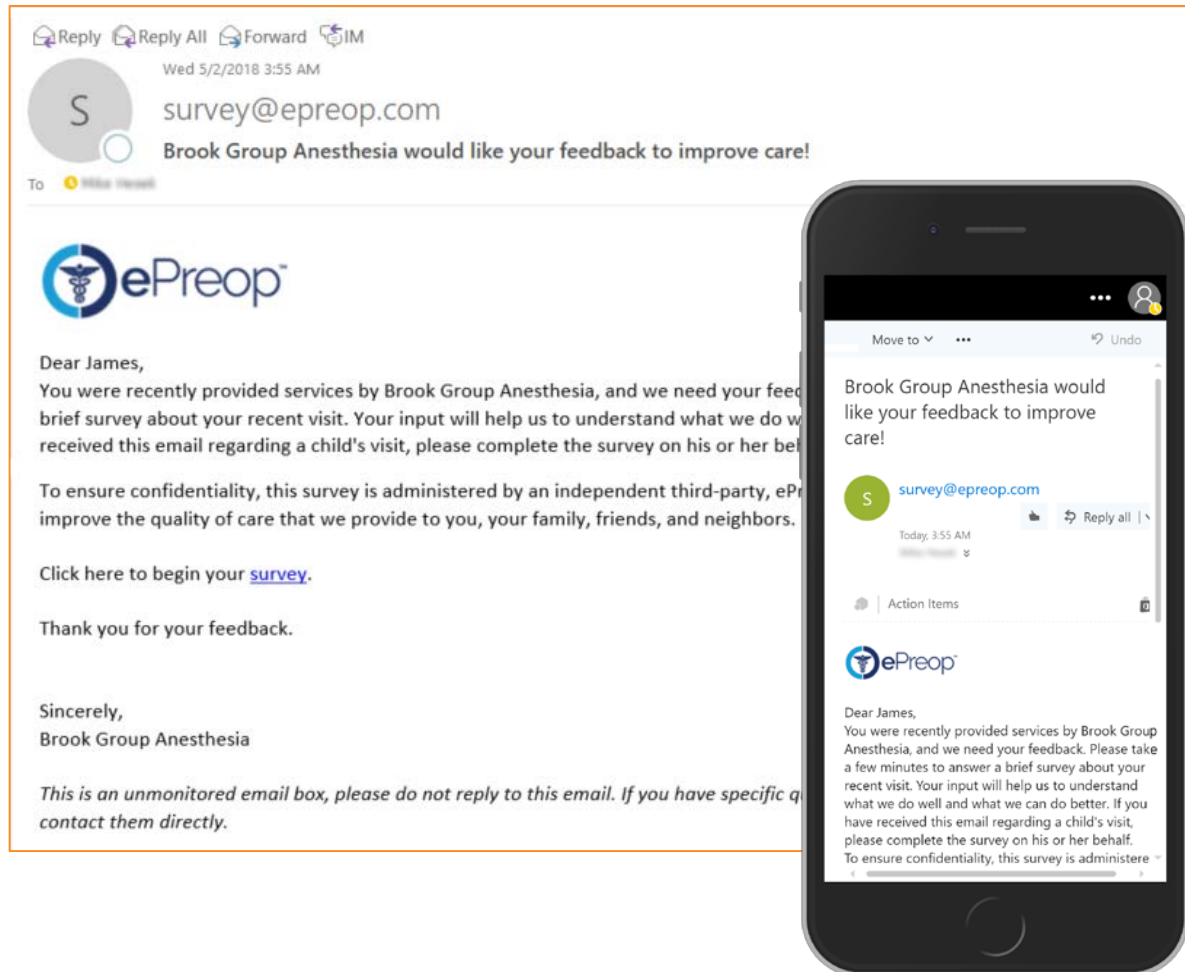 Reply Reply All Forward IM
Wed 5/2/2018 3:55 AM
S
survey@epreop.com
Brook Group Anesthesia would like your feedback to improve care!
To
ePreop™
Dear James,
You were recently provided services by Brook Group Anesthesia, and we need your feed
brief survey about your recent visit. Your input will help us to understand what we do w
received this email regarding a child's visit, please complete the survey on his or her beh
To ensure confidentiality, this survey is administered by an independent third-party, ePr
improve the quality of care that we provide to you, your family, friends, and neighbors.
Click here to begin your survey.
Thank you for your feedback.
Sincerely,
Brook Group Anesthesia
This is an unmonitored email box, please do not reply to this email. If you have specific q
contact them directly.
Move to ••• Undo
Brook Group Anesthesia would
like your feedback to improve
care!
S
survey@epreop.com
Reply all
Today, 3:55 AM
Action Items
ePreop™
Dear James,
You were recently provided services by Brook Group
Anesthesia, and we need your feedback. Please take
a few minutes to answer a brief survey about your
recent visit. Your input will help us to understand
what we do well and what we can do better. If you
have received this email regarding a child's visit,
please complete the survey on his or her behalf.
To ensure confidentiality, this survey is administere